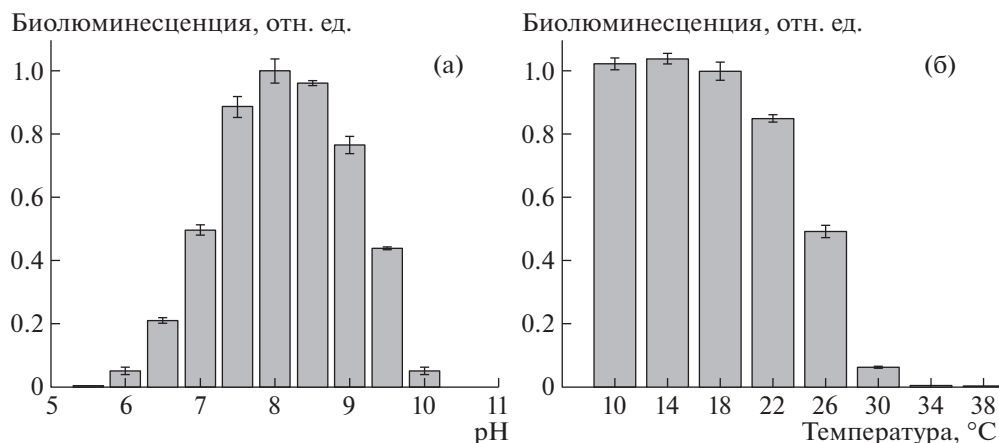 Биолюминесценция, отн. ед.
(а)
1.0
0.8
0.6
0.4
0.2
0
5 6 7 8 9 10 11
pH
Биолюминесценция, отн. ед.
(б)
1.0
0.8
0.6
0.4
0.2
0
10 14 18 22 26 30 34 38
Температура, °C